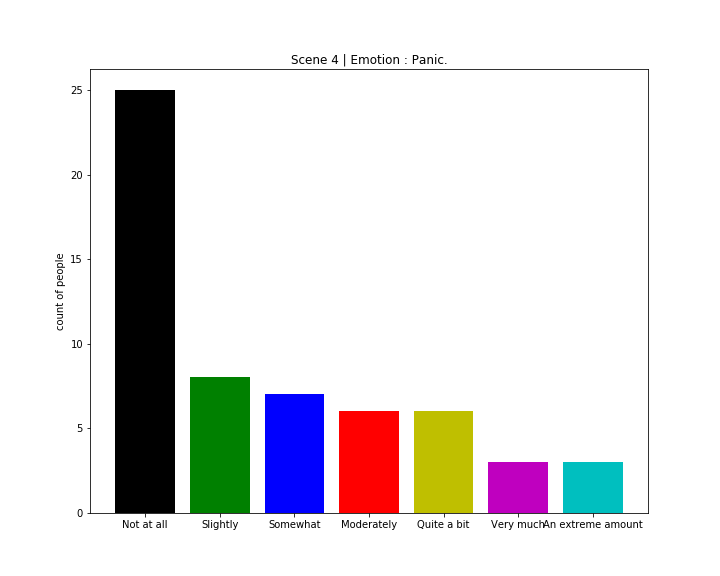 Scene 4 | Emotion : Panic.
count of people
25
20
15
10
5
0
Not at all Slightly Somewhat Moderately Quite a bit Very much An extreme amount